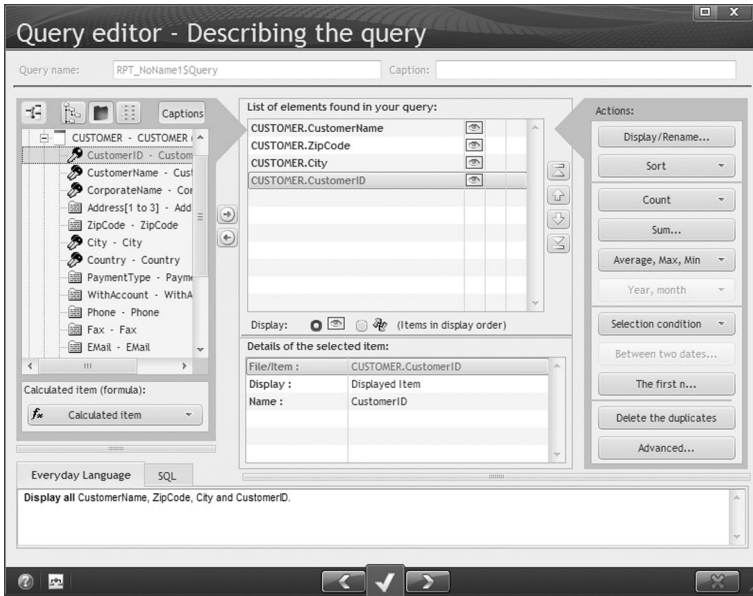 Query editor - Describing the query
Query name: RPT_NoName1$Query Caption:
Captions
CUSTOMER - CUSTOMER
CustomerID - Custom
CustomerName - Cust
CorporateName - Cor
Address[1 to 3] - Add
ZipCode - ZipCode
City - City
Country - Country
PaymentType - Payme
WithAccount - WithA
Phone - Phone
Fax - Fax
EMail - EMail
Calculated item (formula):
fx Calculated item
List of elements found in your query:
CUSTOMER.CustomerName
CUSTOMER.ZipCode
CUSTOMER.City
CUSTOMER.CustomerID
Display: (Items in display order)
Details of the selected item:
File/Item : CUSTOMER.CustomerID
Display : Displayed Item
Name : CustomerID
Actions:
Display/Rename...
Sort
Count
Sum...
Average, Max, Min
Year, month
Selection condition
Between two dates...
The first n...
Delete the duplicates
Advanced...
Everyday Language SQL
Display all CustomerName, ZipCode, City and CustomerID.